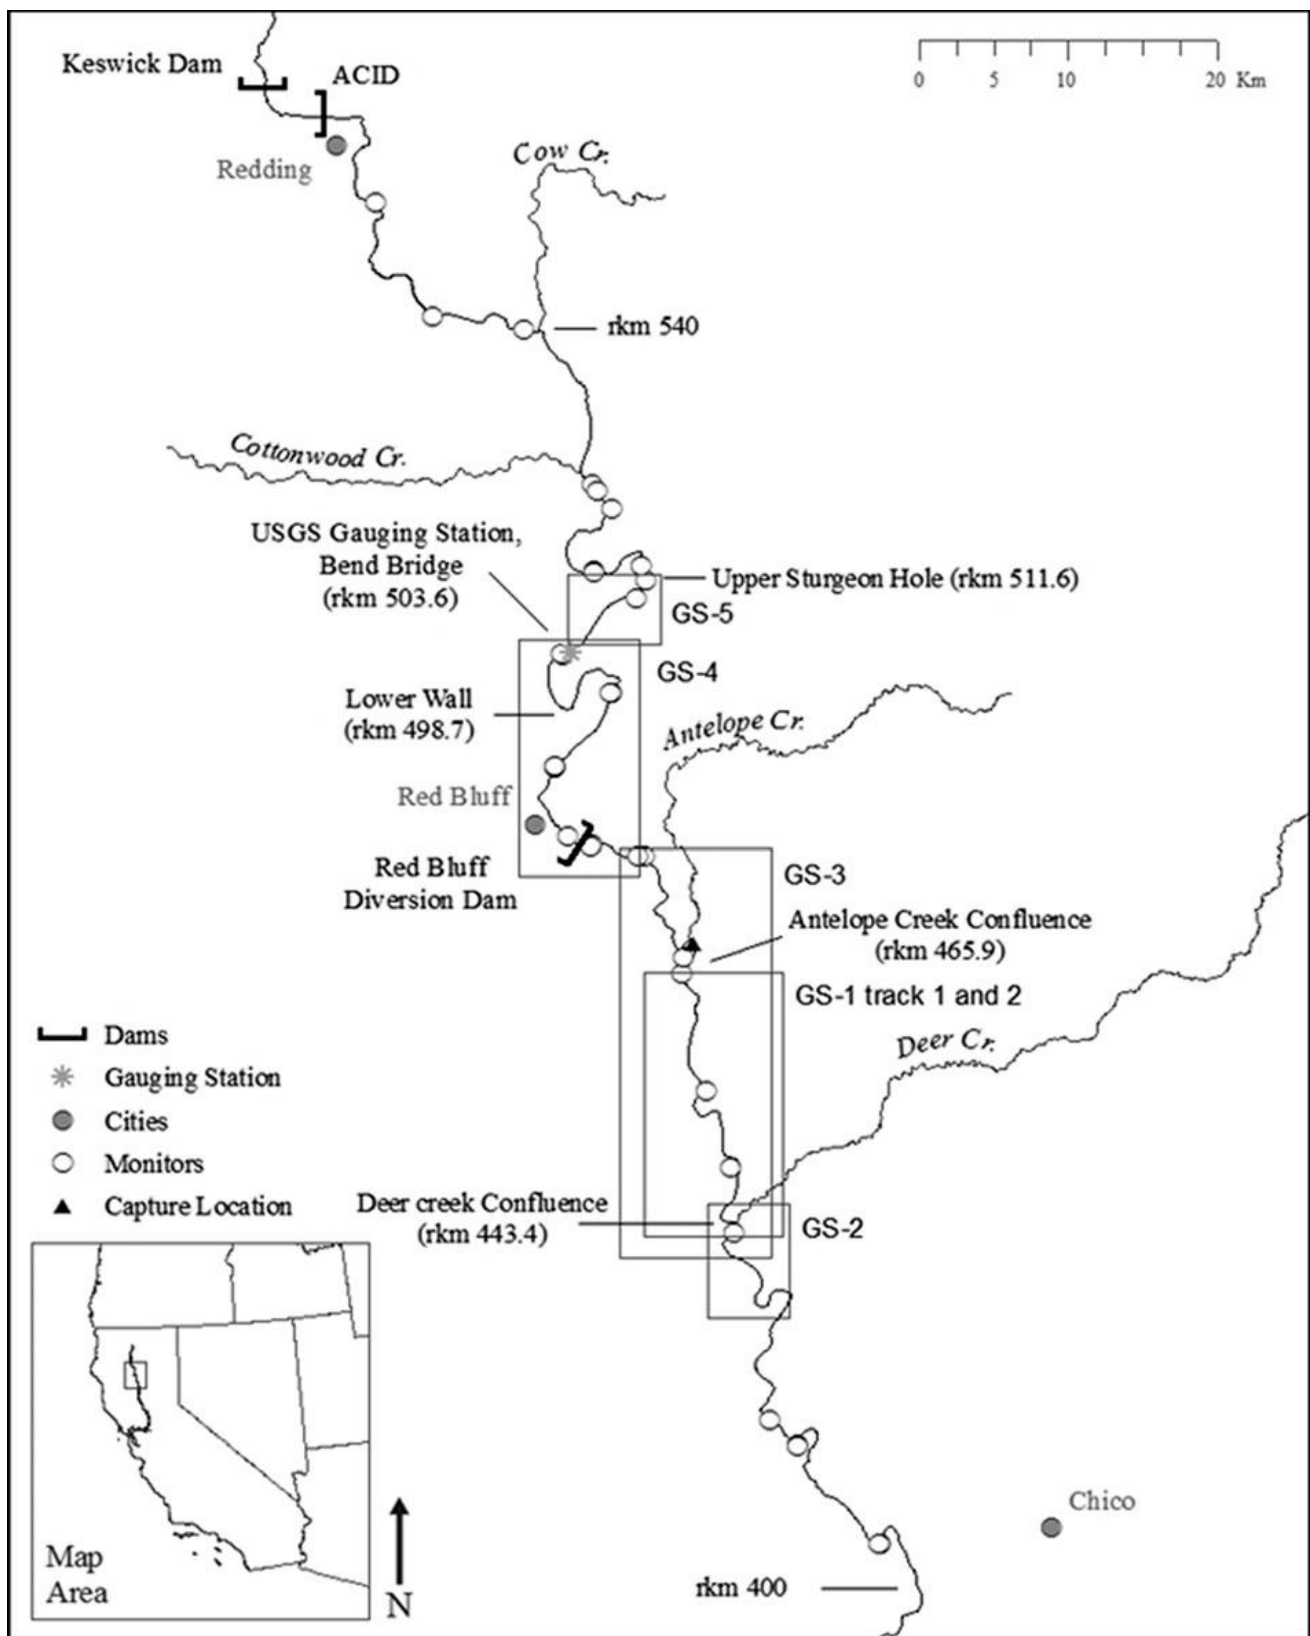 Keswick Dam
ACID
0 5 10 20 Km
Redding
Cow Cr.
rkm 540
Cottonwood Cr.
USGS Gauging Station,
Bend Bridge
(rkm 503.6)
Upper Sturgeon Hole (rkm 511.6)
GS-5
GS-4
Lower Wall
(rkm 498.7)
Antelope Cr.
Red Bluff
Red Bluff
Diversion Dam
GS-3
Antelope Creek Confluence
(rkm 465.9)
GS-1 track 1 and 2
Deer Cr.
Dams
Gauging Station
Cities
Monitors
Capture Location
Deer creek Confluence
(rkm 443.4)
GS-2
Chico
Map
Area
N
rkm 400